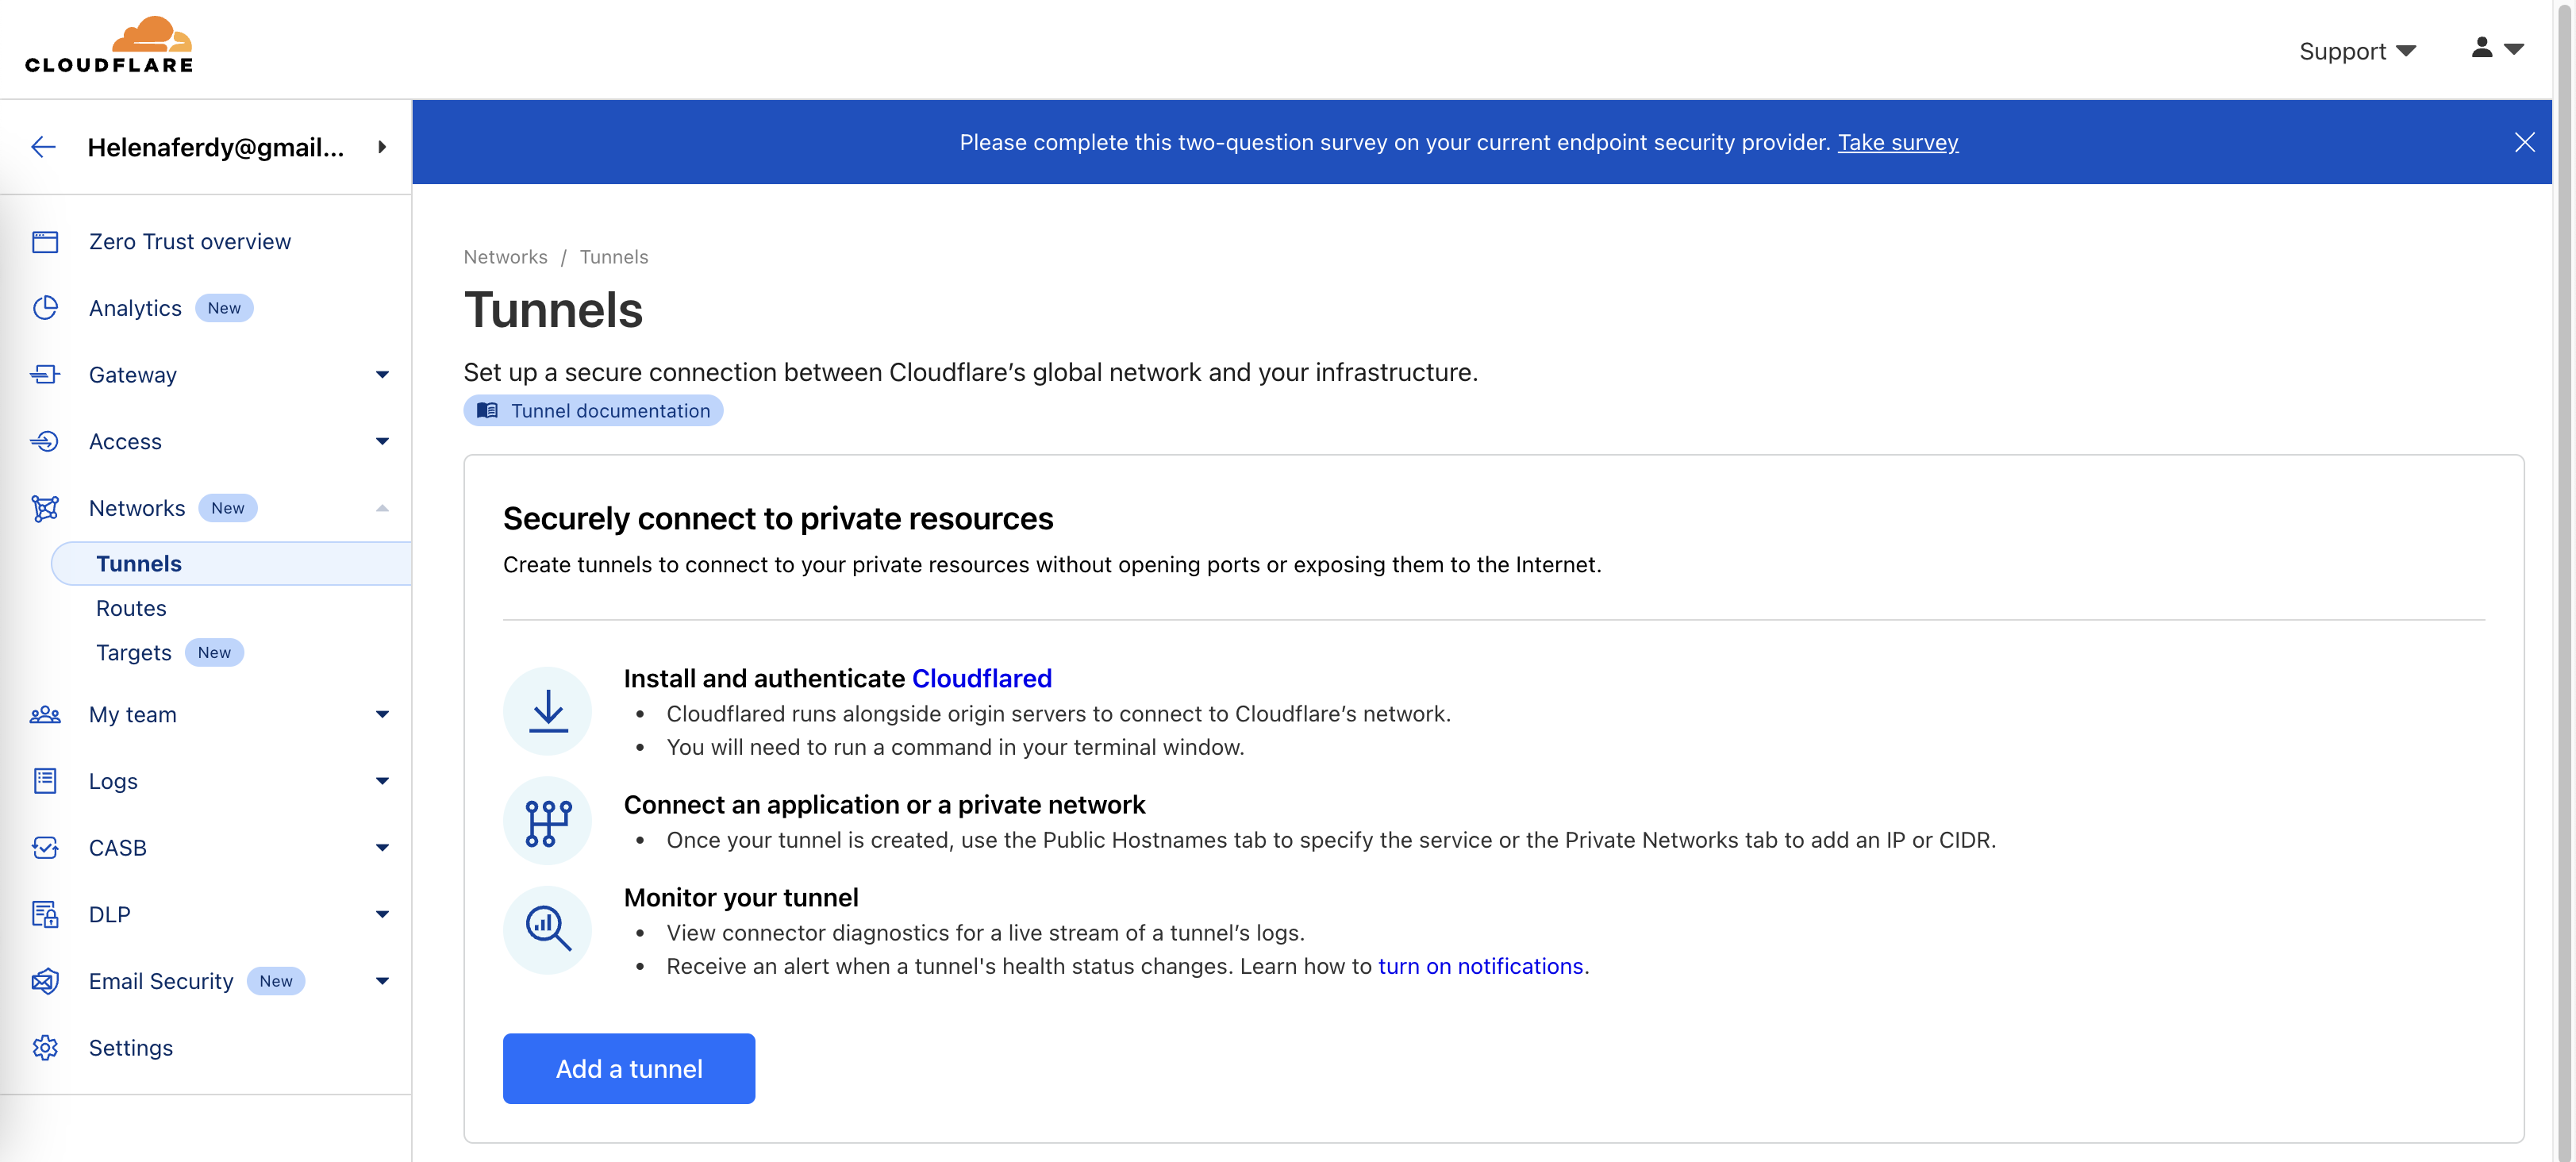 CLOUDFLARE
Support
Helenaferdy@gmail...
Please complete this two-question survey on your current endpoint security provider. Take survey
Zero Trust overview
Analytics New
Gateway
Access
Networks New
Tunnels
Routes
Targets New
My team
Logs
CASB
DLP
Email Security New
Settings
Networks / Tunnels
Tunnels
Set up a secure connection between Cloudflare’s global network and your infrastructure.
Tunnel documentation
Securely connect to private resources
Create tunnels to connect to your private resources without opening ports or exposing them to the Internet.
Install and authenticate Cloudflared
• Cloudflared runs alongside origin servers to connect to Cloudflare’s network.
• You will need to run a command in your terminal window.
Connect an application or a private network
• Once your tunnel is created, use the Public Hostnames tab to specify the service or the Private Networks tab to add an IP or CIDR.
Monitor your tunnel
• View connector diagnostics for a live stream of a tunnel’s logs.
• Receive an alert when a tunnel's health status changes. Learn how to turn on notifications.
Add a tunnel